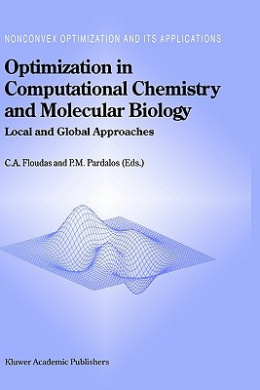 NONCONVEX OPTIMIZATION AND ITS APPLICATIONS
Optimization in
Computational Chemistry
and Molecular Biology
Local and Global Approaches
C.A. Floudas and P.M. Pardalos (Eds.)
Kluwer Academic Publishers